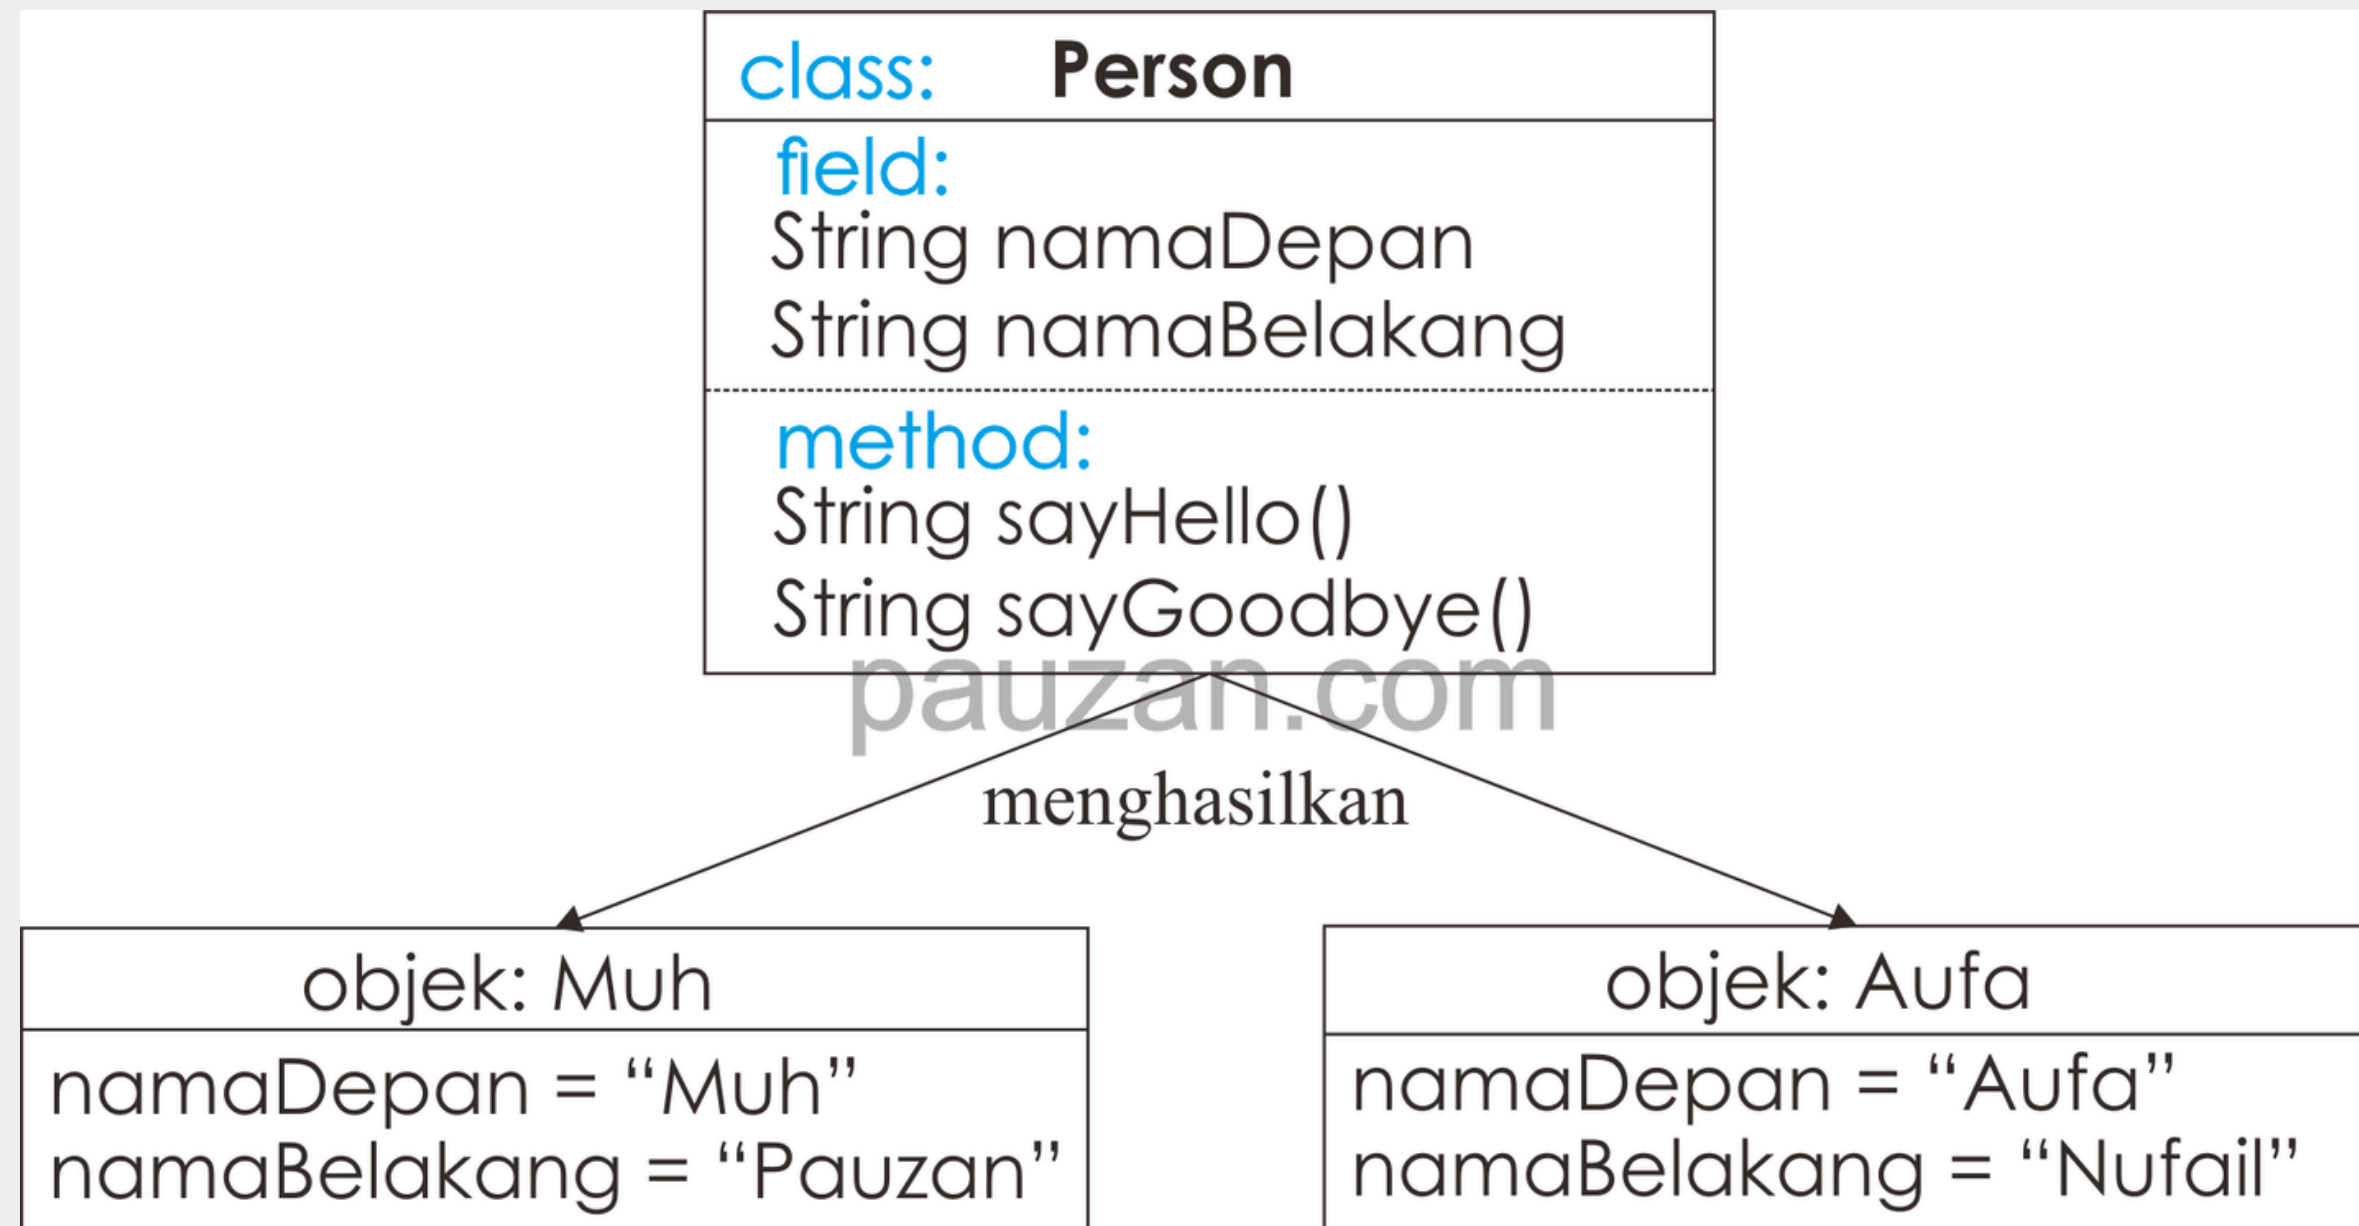 class: Person
field:
String namaDepan
String namaBelakang
method:
String sayHello()
String sayGoodbye()
pauzan.com
menghasilkan
objek: Muh
namaDepan = “Muh”
namaBelakang = “Pauzan”
objek: Aufa
namaDepan = “Aufa”
namaBelakang = “Nufail”